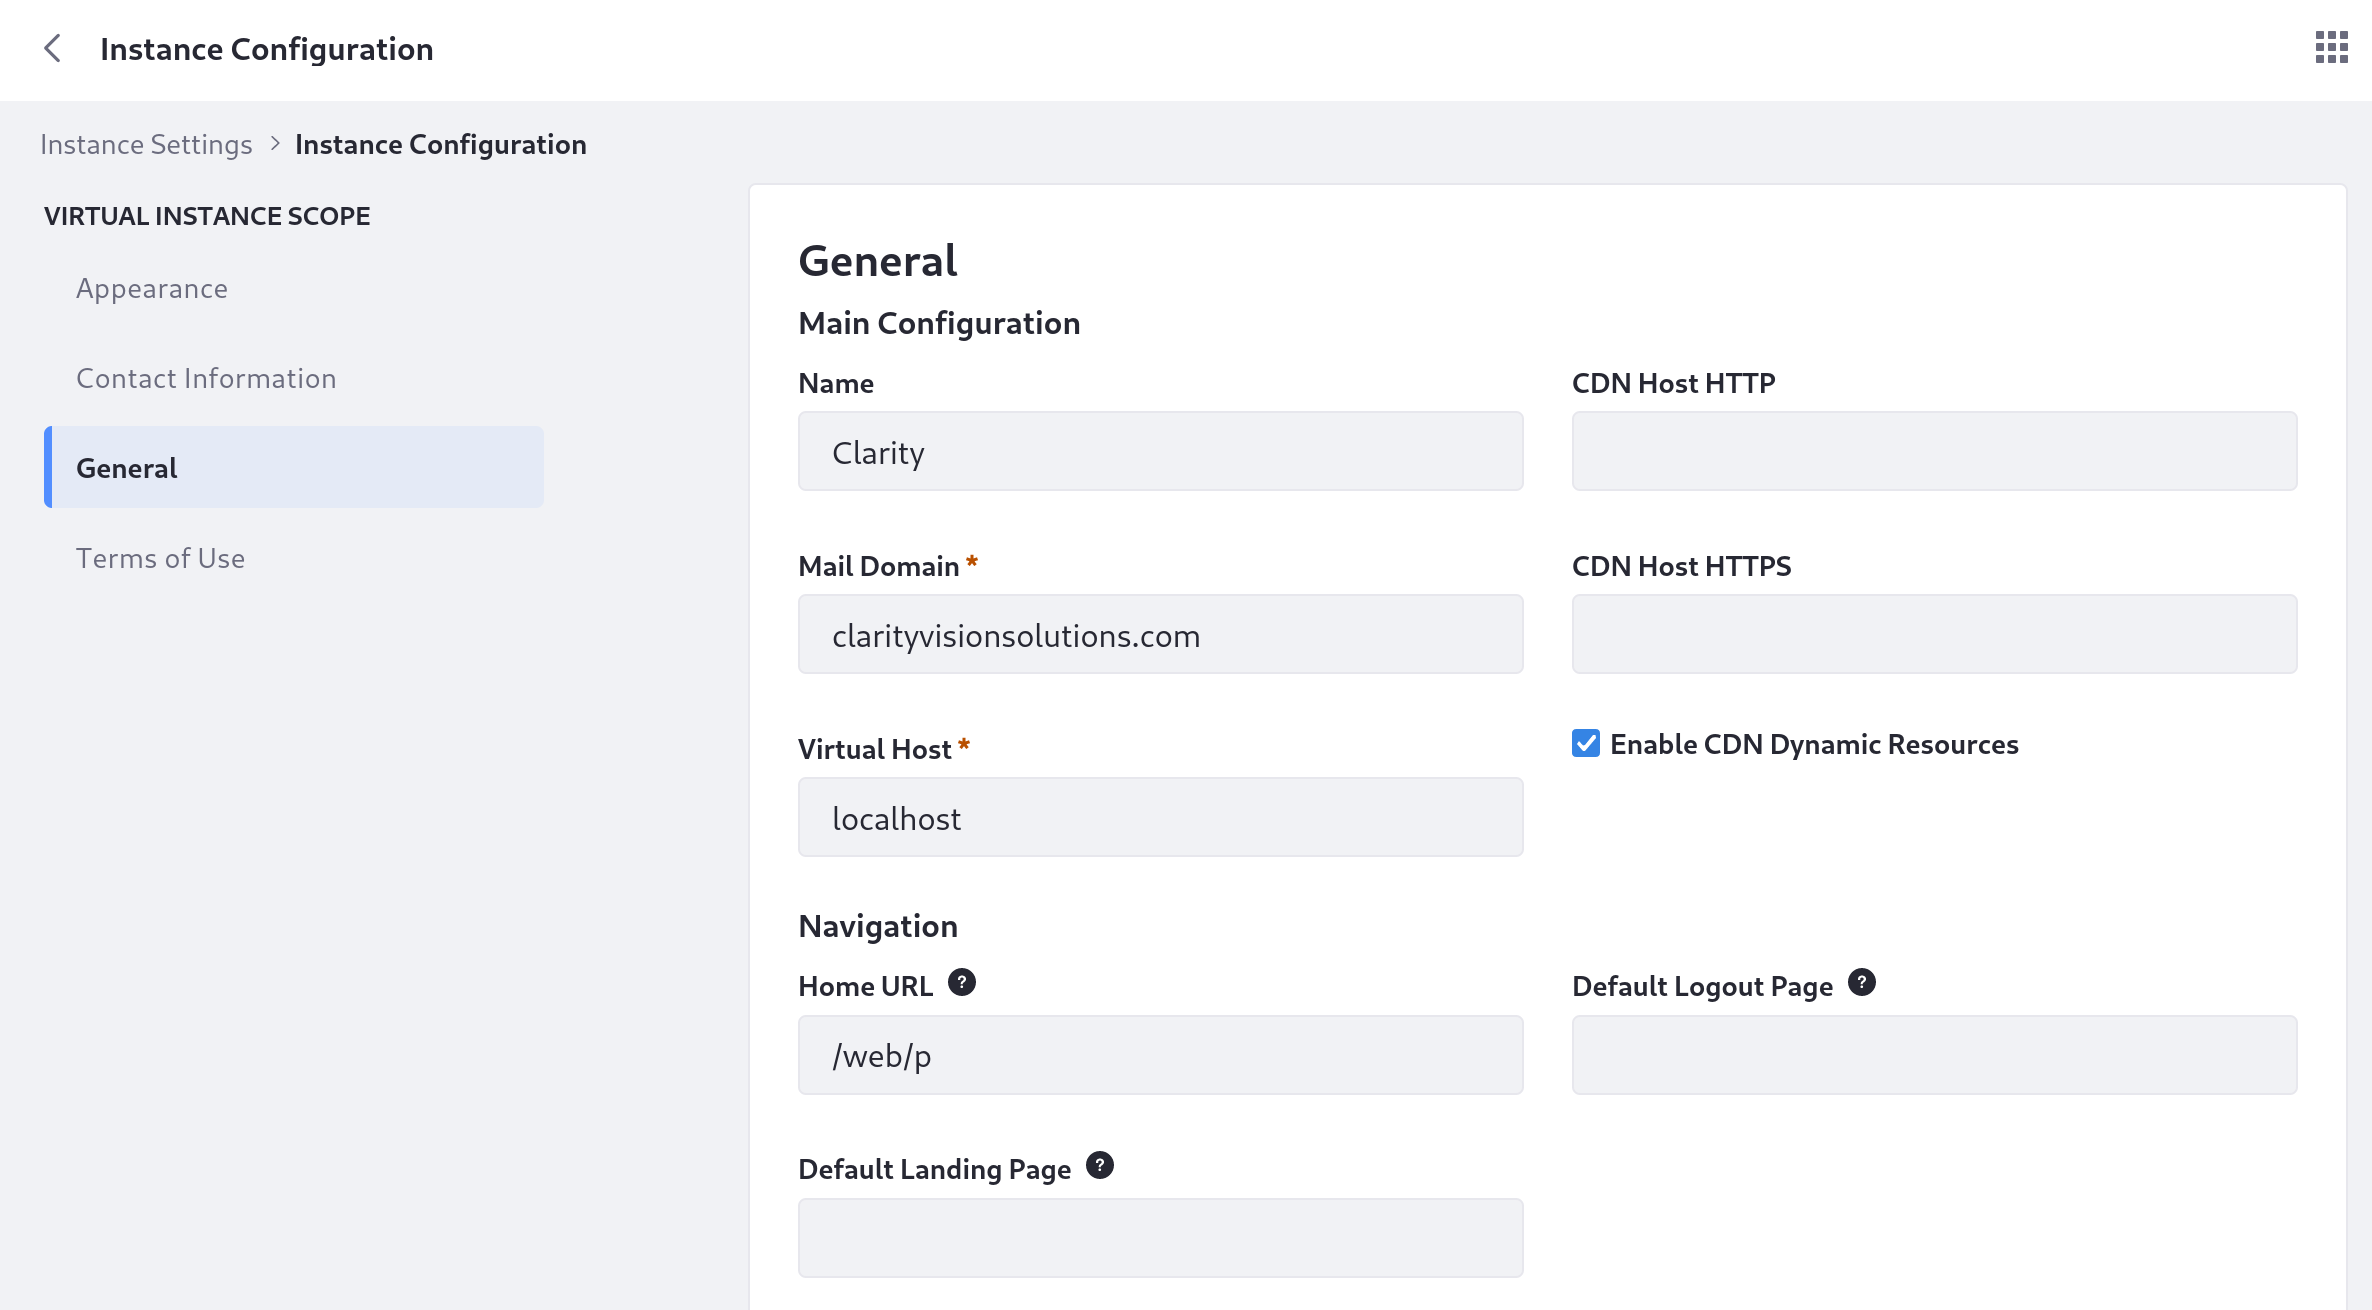 Instance Configuration
Instance Settings > Instance Configuration
VIRTUAL INSTANCE SCOPE
Appearance
Contact Information
General
Terms of Use
General
Main Configuration
Name
Clarity
CDN Host HTTP
Mail Domain *
clarityvisionsolutions.com
CDN Host HTTPS
Virtual Host *
localhost
Enable CDN Dynamic Resources
Navigation
Home URL ?
/web/p
Default Logout Page ?
Default Landing Page ?